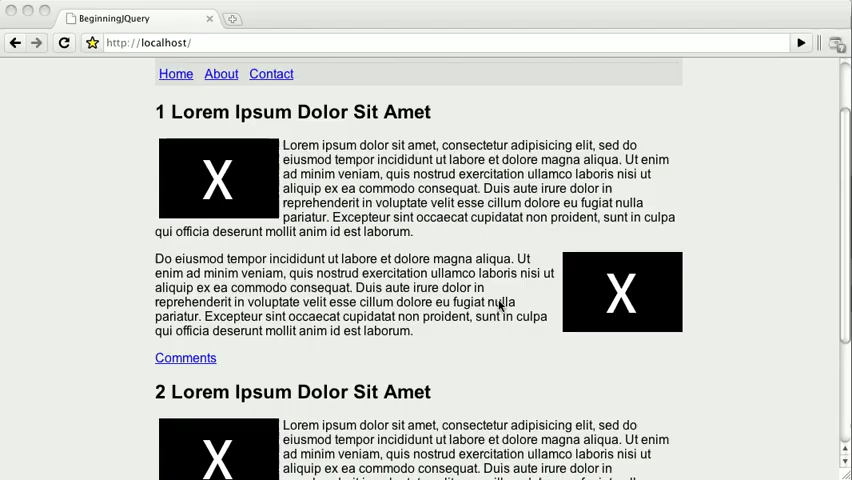 BeginningJQuery
http://localhost/
Home About Contact
1 Lorem Ipsum Dolor Sit Amet
X
Lorem ipsum dolor sit amet, consectetur adipisicing elit, sed do
eiusmod tempor incididunt ut labore et dolore magna aliqua. Ut enim
ad minim veniam, quis nostrud exercitation ullamco laboris nisi ut
aliquip ex ea commodo consequat. Duis aute irure dolor in
reprehenderit in voluptate velit esse cillum dolore eu fugiat nulla
pariatur. Excepteur sint occaecat cupidatat non proident, sunt in culpa
qui officia deserunt mollit anim id est laborum.
Do eiusmod tempor incididunt ut labore et dolore magna aliqua. Ut
enim ad minim veniam, quis nostrud exercitation ullamco laboris nisi ut
aliquip ex ea commodo consequat. Duis aute irure dolor in
reprehenderit in voluptate velit esse cillum dolore eu fugiat nulla
pariatur. Excepteur sint occaecat cupidatat non proident, sunt in culpa
qui officia deserunt mollit anim id est laborum.
X
Comments
2 Lorem Ipsum Dolor Sit Amet
X
Lorem ipsum dolor sit amet, consectetur adipisicing elit, sed do
eiusmod tempor incididunt ut labore et dolore magna aliqua. Ut enim
ad minim veniam, quis nostrud exercitation ullamco laboris nisi ut
aliquip ex ea commodo consequat. Duis aute irure dolor in